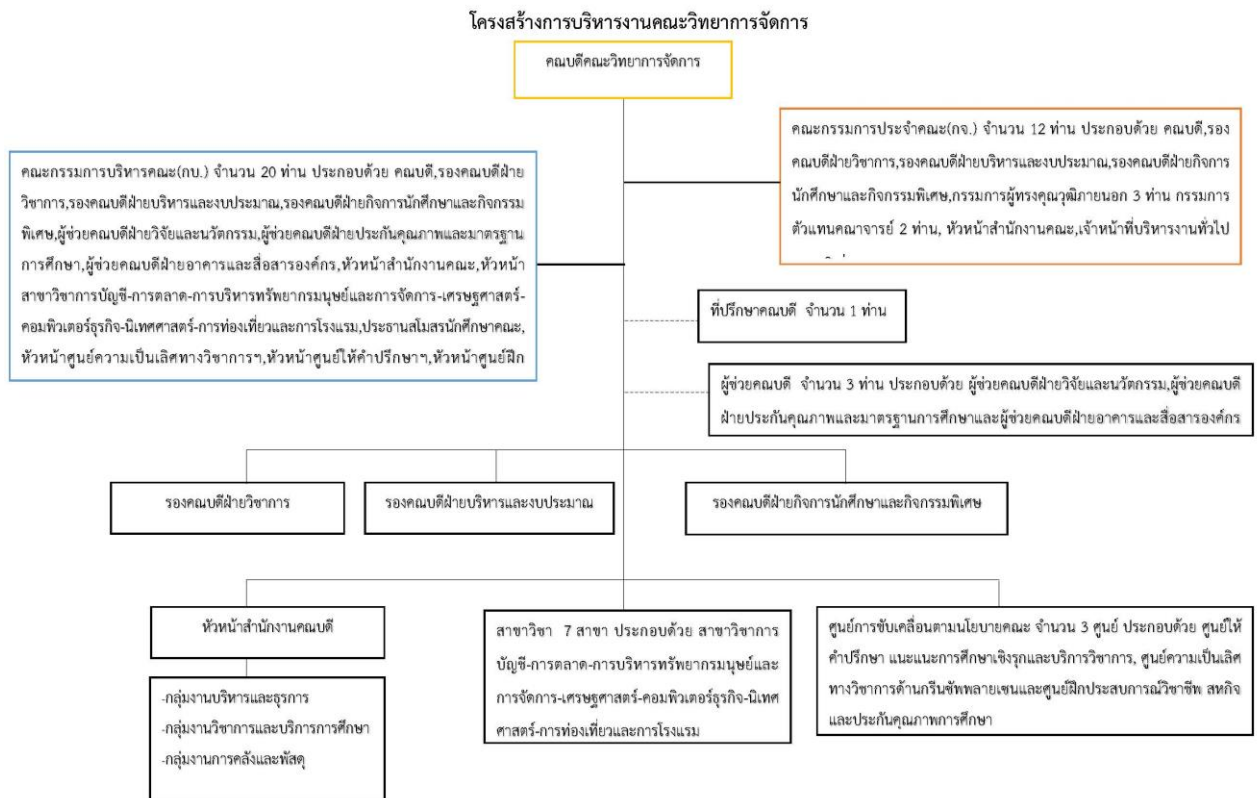 โครงสร้างการบริหารงานคณะวิทยาการจัดการ
คณบดีคณะวิทยาการจัดการ
คณะกรรมการประจำคณะ(กจ.) จำนวน 12 ท่าน ประกอบด้วย คณบดี,รอง
คณบดีฝ่ายวิชาการ,รองคณบดีฝ่ายบริหารและงบประมาณ,รองคณบดีฝ่ายกิจการ
นักศึกษาและกิจกรรมพิเศษ,กรรมการผู้ทรงคุณวุฒิภายนอก 3 ท่าน กรรมการ
ตัวแทนคณาจารย์ 2 ท่าน, หัวหน้าสำนักงานคณะ,เจ้าหน้าที่บริหารงานทั่วไป
คณะกรรมการบริหารคณะ(กบ.) จำนวน 20 ท่าน ประกอบด้วย คณบดี,รองคณบดีฝ่าย
วิชาการ,รองคณบดีฝ่ายบริหารและงบประมาณ,รองคณบดีฝ่ายกิจการนักศึกษาและกิจกรรม
พิเศษ,ผู้ช่วยคณบดีฝ่ายวิจัยและนวัตกรรม,ผู้ช่วยคณบดีฝ่ายประกันคุณภาพและมาตรฐาน
การศึกษา,ผู้ช่วยคณบดีฝ่ายอาคารและสื่อสารองค์กร,หัวหน้าสำนักงานคณะ,หัวหน้า
สาขาวิชาการบัญชี-การตลาด-การบริหารทรัพยากรมนุษย์และการจัดการ-เศรษฐศาสตร์-
คอมพิวเตอร์ธุรกิจ-นิเทศศาสตร์-การท่องเที่ยวและการโรงแรม,ประธานสโมสรนักศึกษาคณะ,
หัวหน้าศูนย์ความเป็นเลิศทางวิชาการฯ,หัวหน้าศูนย์ให้คำปรึกษาฯ,หัวหน้าศูนย์ฝึก
ที่ปรึกษาคณบดี จำนวน 1 ท่าน
ผู้ช่วยคณบดี จำนวน 3 ท่าน ประกอบด้วย ผู้ช่วยคณบดีฝ่ายวิจัยและนวัตกรรม,ผู้ช่วยคณบดี
ฝ่ายประกันคุณภาพและมาตรฐานการศึกษาและผู้ช่วยคณบดีฝ่ายอาคารและสื่อสารองค์กร
รองคณบดีฝ่ายวิชาการ
รองคณบดีฝ่ายบริหารและงบประมาณ
รองคณบดีฝ่ายกิจการนักศึกษาและกิจกรรมพิเศษ
หัวหน้าสำนักงานคณบดี
-กลุ่มงานบริหารและธุรการ
-กลุ่มงานวิชาการและบริการการศึกษา
-กลุ่มงานการคลังและพัสดุ
สาขาวิชา 7 สาขา ประกอบด้วย สาขาวิชาการ
บัญชี-การตลาด-การบริหารทรัพยากรมนุษย์และ
การจัดการ-เศรษฐศาสตร์-คอมพิวเตอร์ธุรกิจ-นิเทศ
ศาสตร์-การท่องเที่ยวและการโรงแรม
ศูนย์การขับเคลื่อนตามนโยบายคณะ จำนวน 3 ศูนย์ ประกอบด้วย ศูนย์ให้
คำปรึกษา แนะแนะการศึกษาเชิงรุกและบริการวิชาการ, ศูนย์ความเป็นเลิศ
ทางวิชาการด้านกรีนซัพพลายเชนและศูนย์ฝึกประสบการณ์วิชาชีพ สหกิจ
และประกันคุณภาพการศึกษา